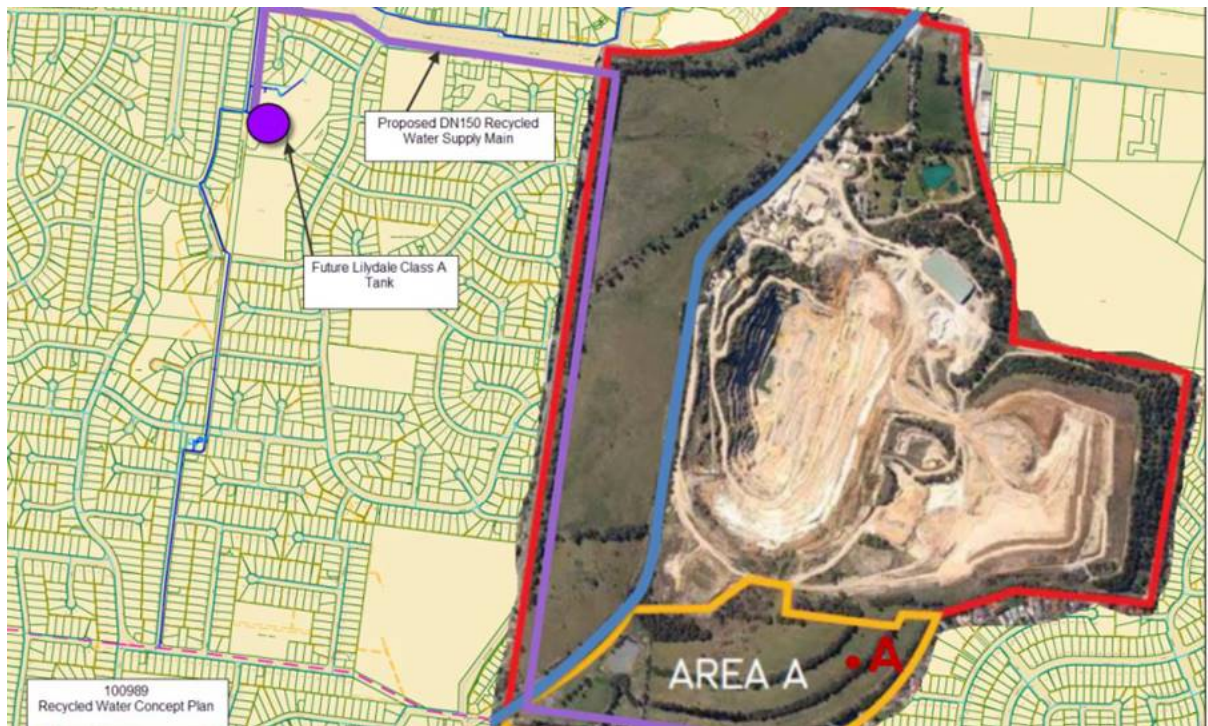 Proposed DN150 Recycled
Water Supply Main
Future Lilydale Class A
Tank
AREA A
A
100989
Recycled Water Concept Plan